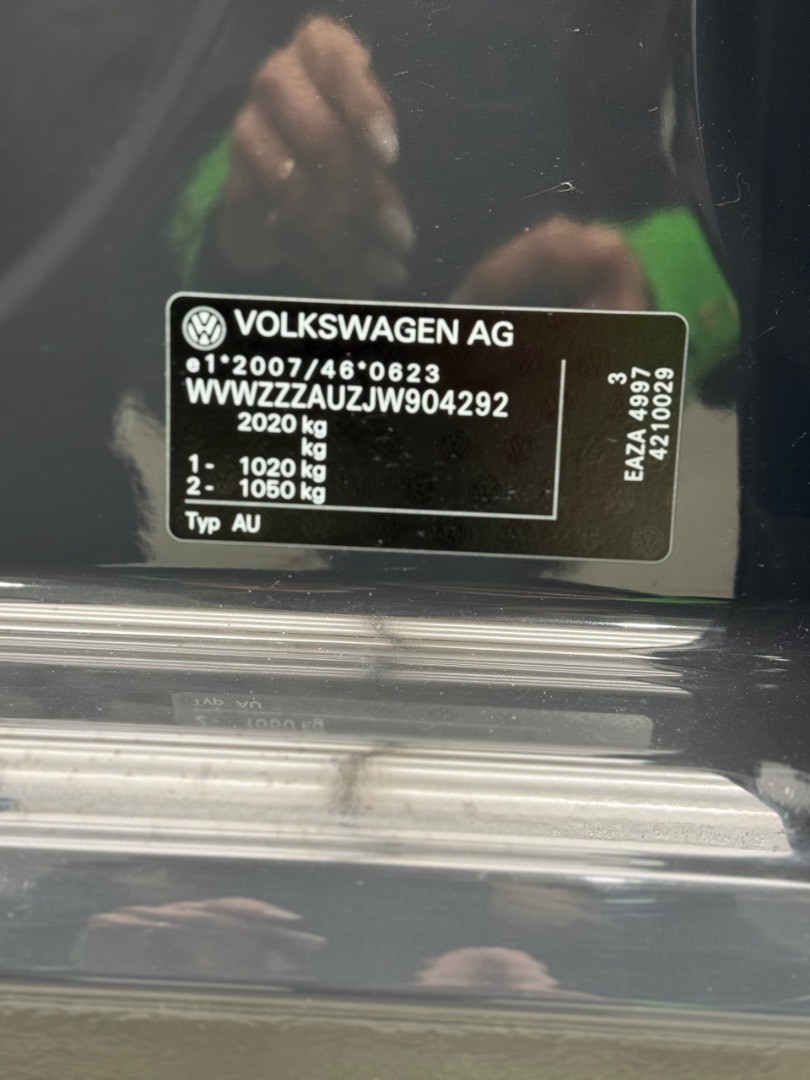 VOLKSWAGEN AG
e1*2007/46*0623
WVWZZZAUZJW904292
2020 kg
kg
1- 1020 kg
2- 1050 kg
Typ AU
3
EAZA 4997
4210029